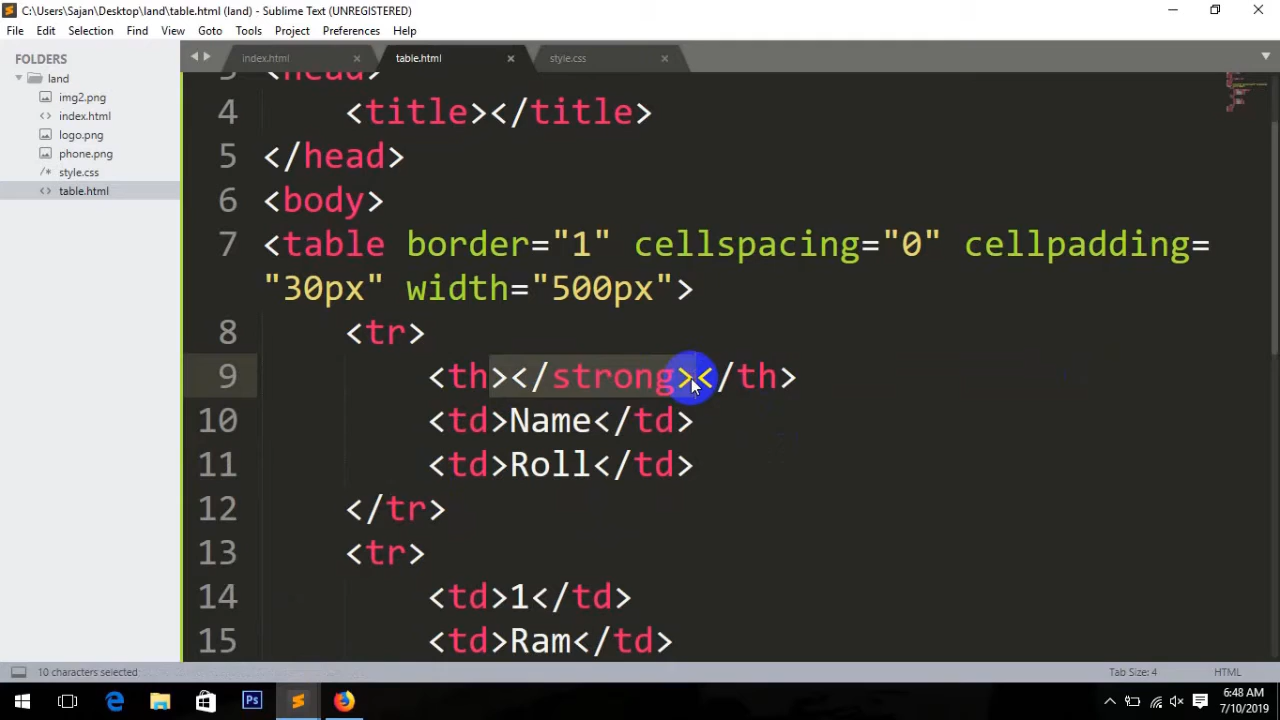 C:\Users\Sajan\Desktop\land\table.html (land) - Sublime Text (UNREGISTERED)
File Edit Selection Find View Goto Tools Project Preferences Help
FOLDERS
land
img2.png
index.html
logo.png
phone.png
style.css
table.html
index.html table.html style.css
3 <head>
4 <title></title>
5 </head>
6 <body>
7 <table border="1" cellspacing="0" cellpadding=
"30px" width="500px">
8 <tr>
9 <th></strong></th>
10 <td>Name</td>
11 <td>Roll</td>
12 </tr>
13 <tr>
14 <td>1</td>
15 <td>Ram</td>
10 characters selected Tab Size: 4 HTML
Ps
6:48 AM
7/10/2019